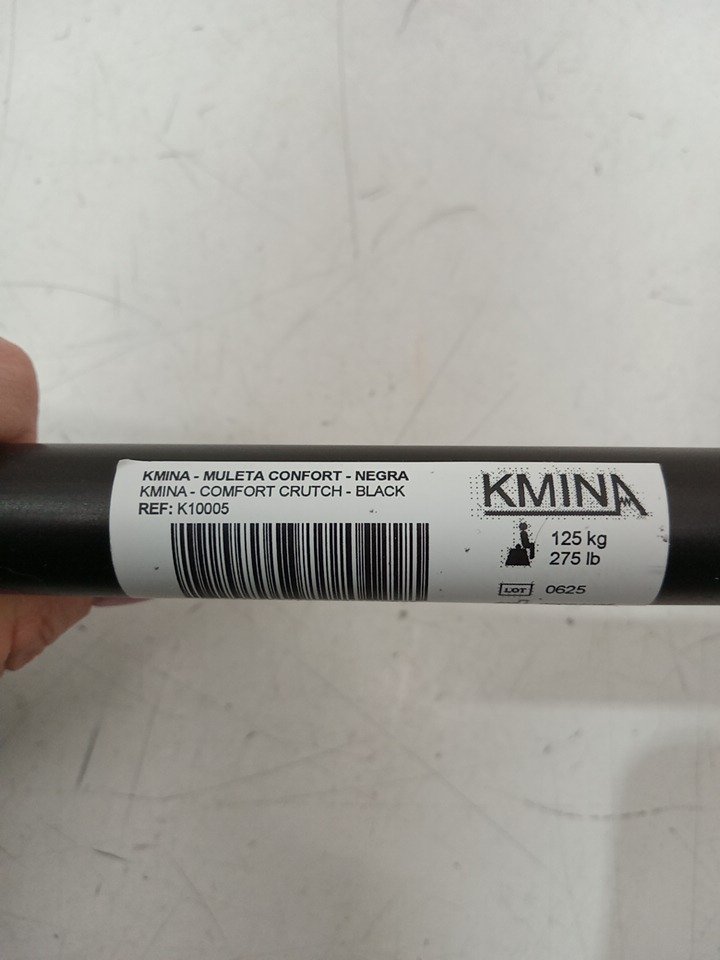 KMINA - MULETA CONFORT - NEGRA
KMINA - COMFORT CRUTCH - BLACK
REF: K10005
KMINA
125 kg
275 lb
LOT 0625